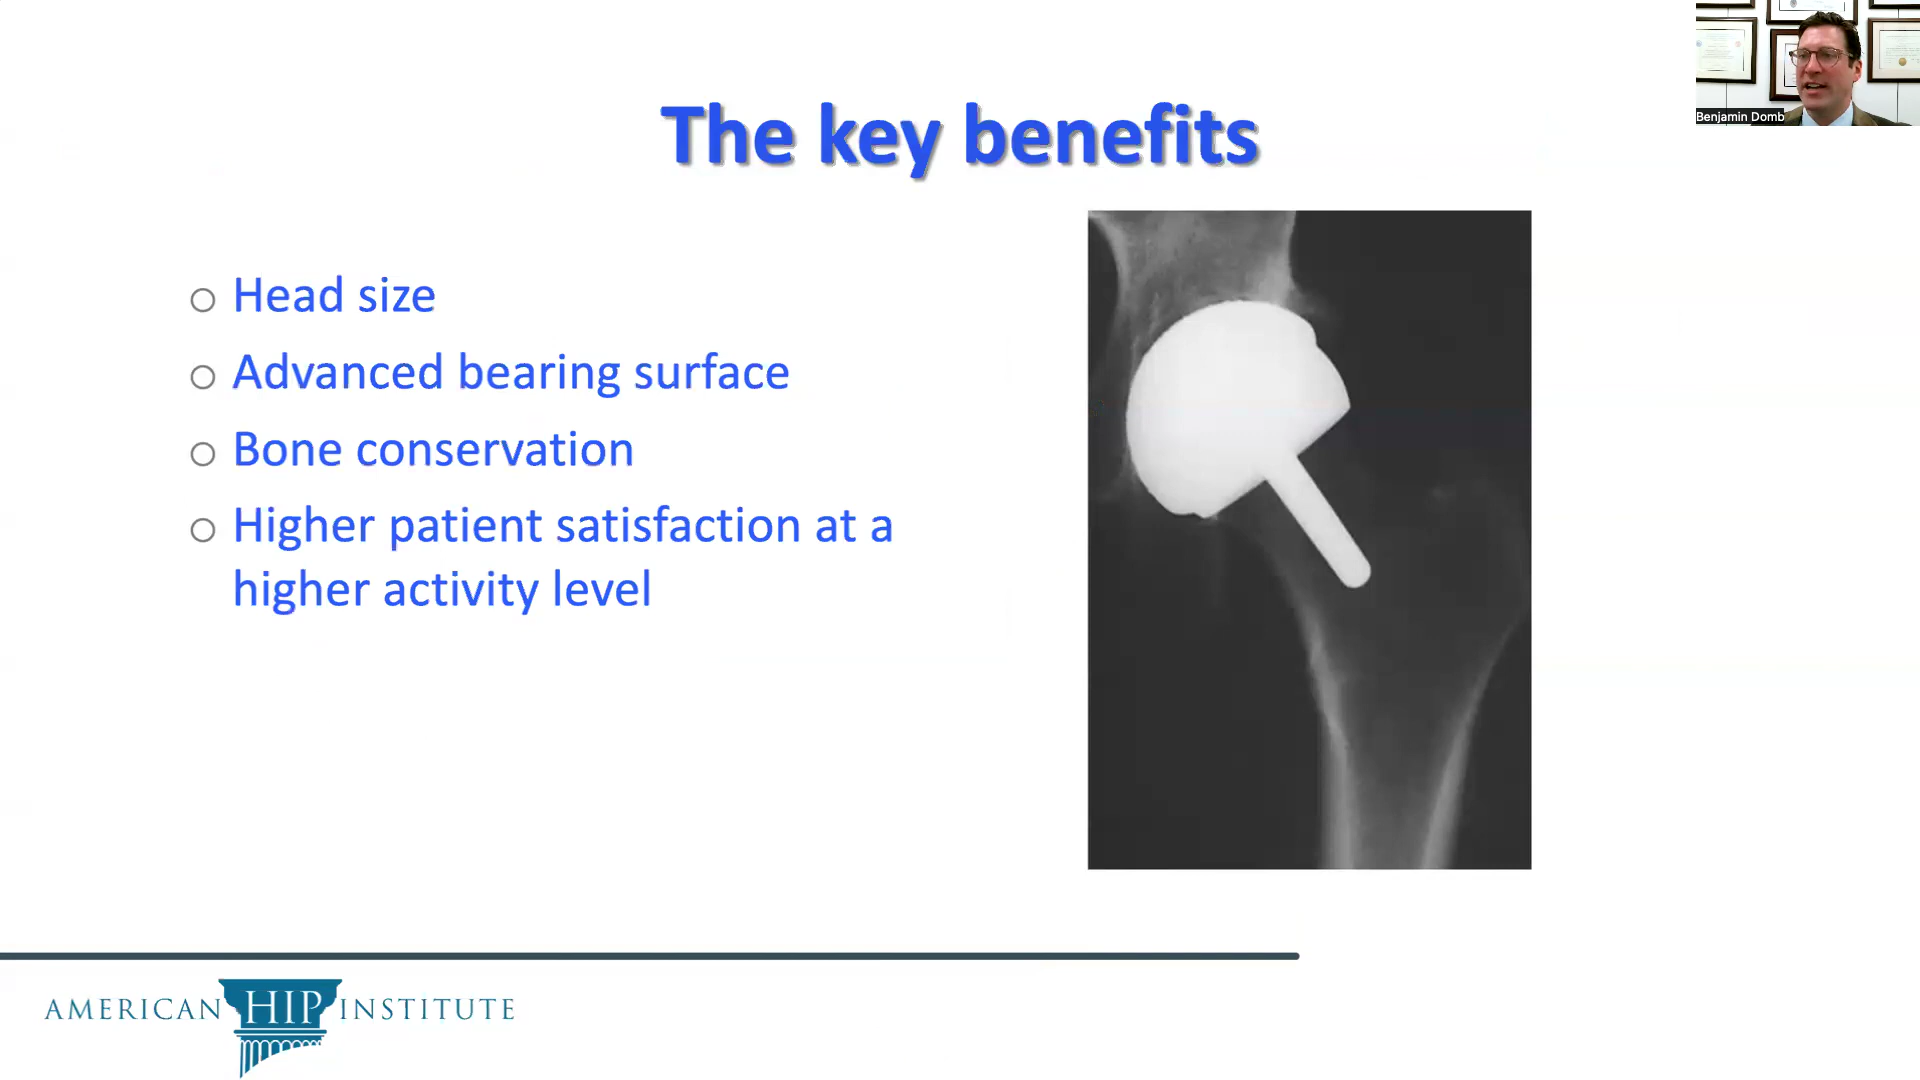 Benjamin Domb
The key benefits
Head size
Advanced bearing surface
Bone conservation
Higher patient satisfaction at a
higher activity level
AMERICAN HIP INSTITUTE